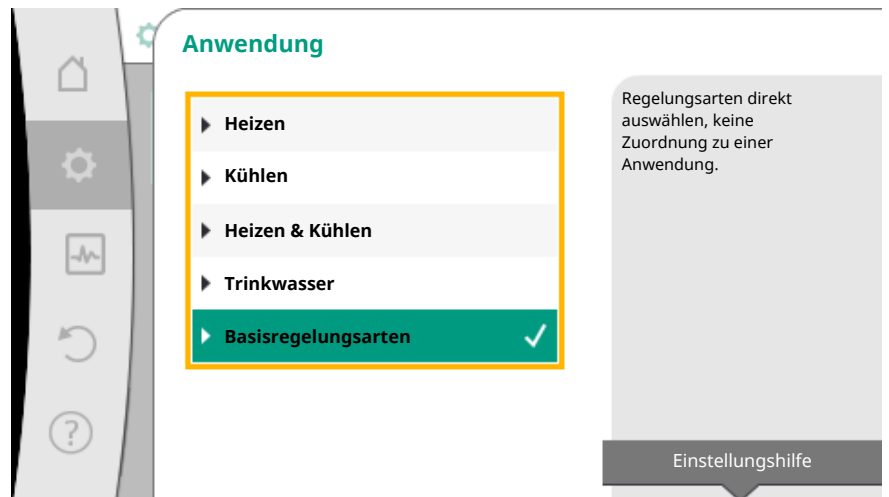 Anwendung
Heizen
Kühlen
Heizen & Kühlen
Trinkwasser
Basisregelungsarten
Regelungsarten direkt
auswählen, keine
Zuordnung zu einer
Anwendung.
Einstellungshilfe